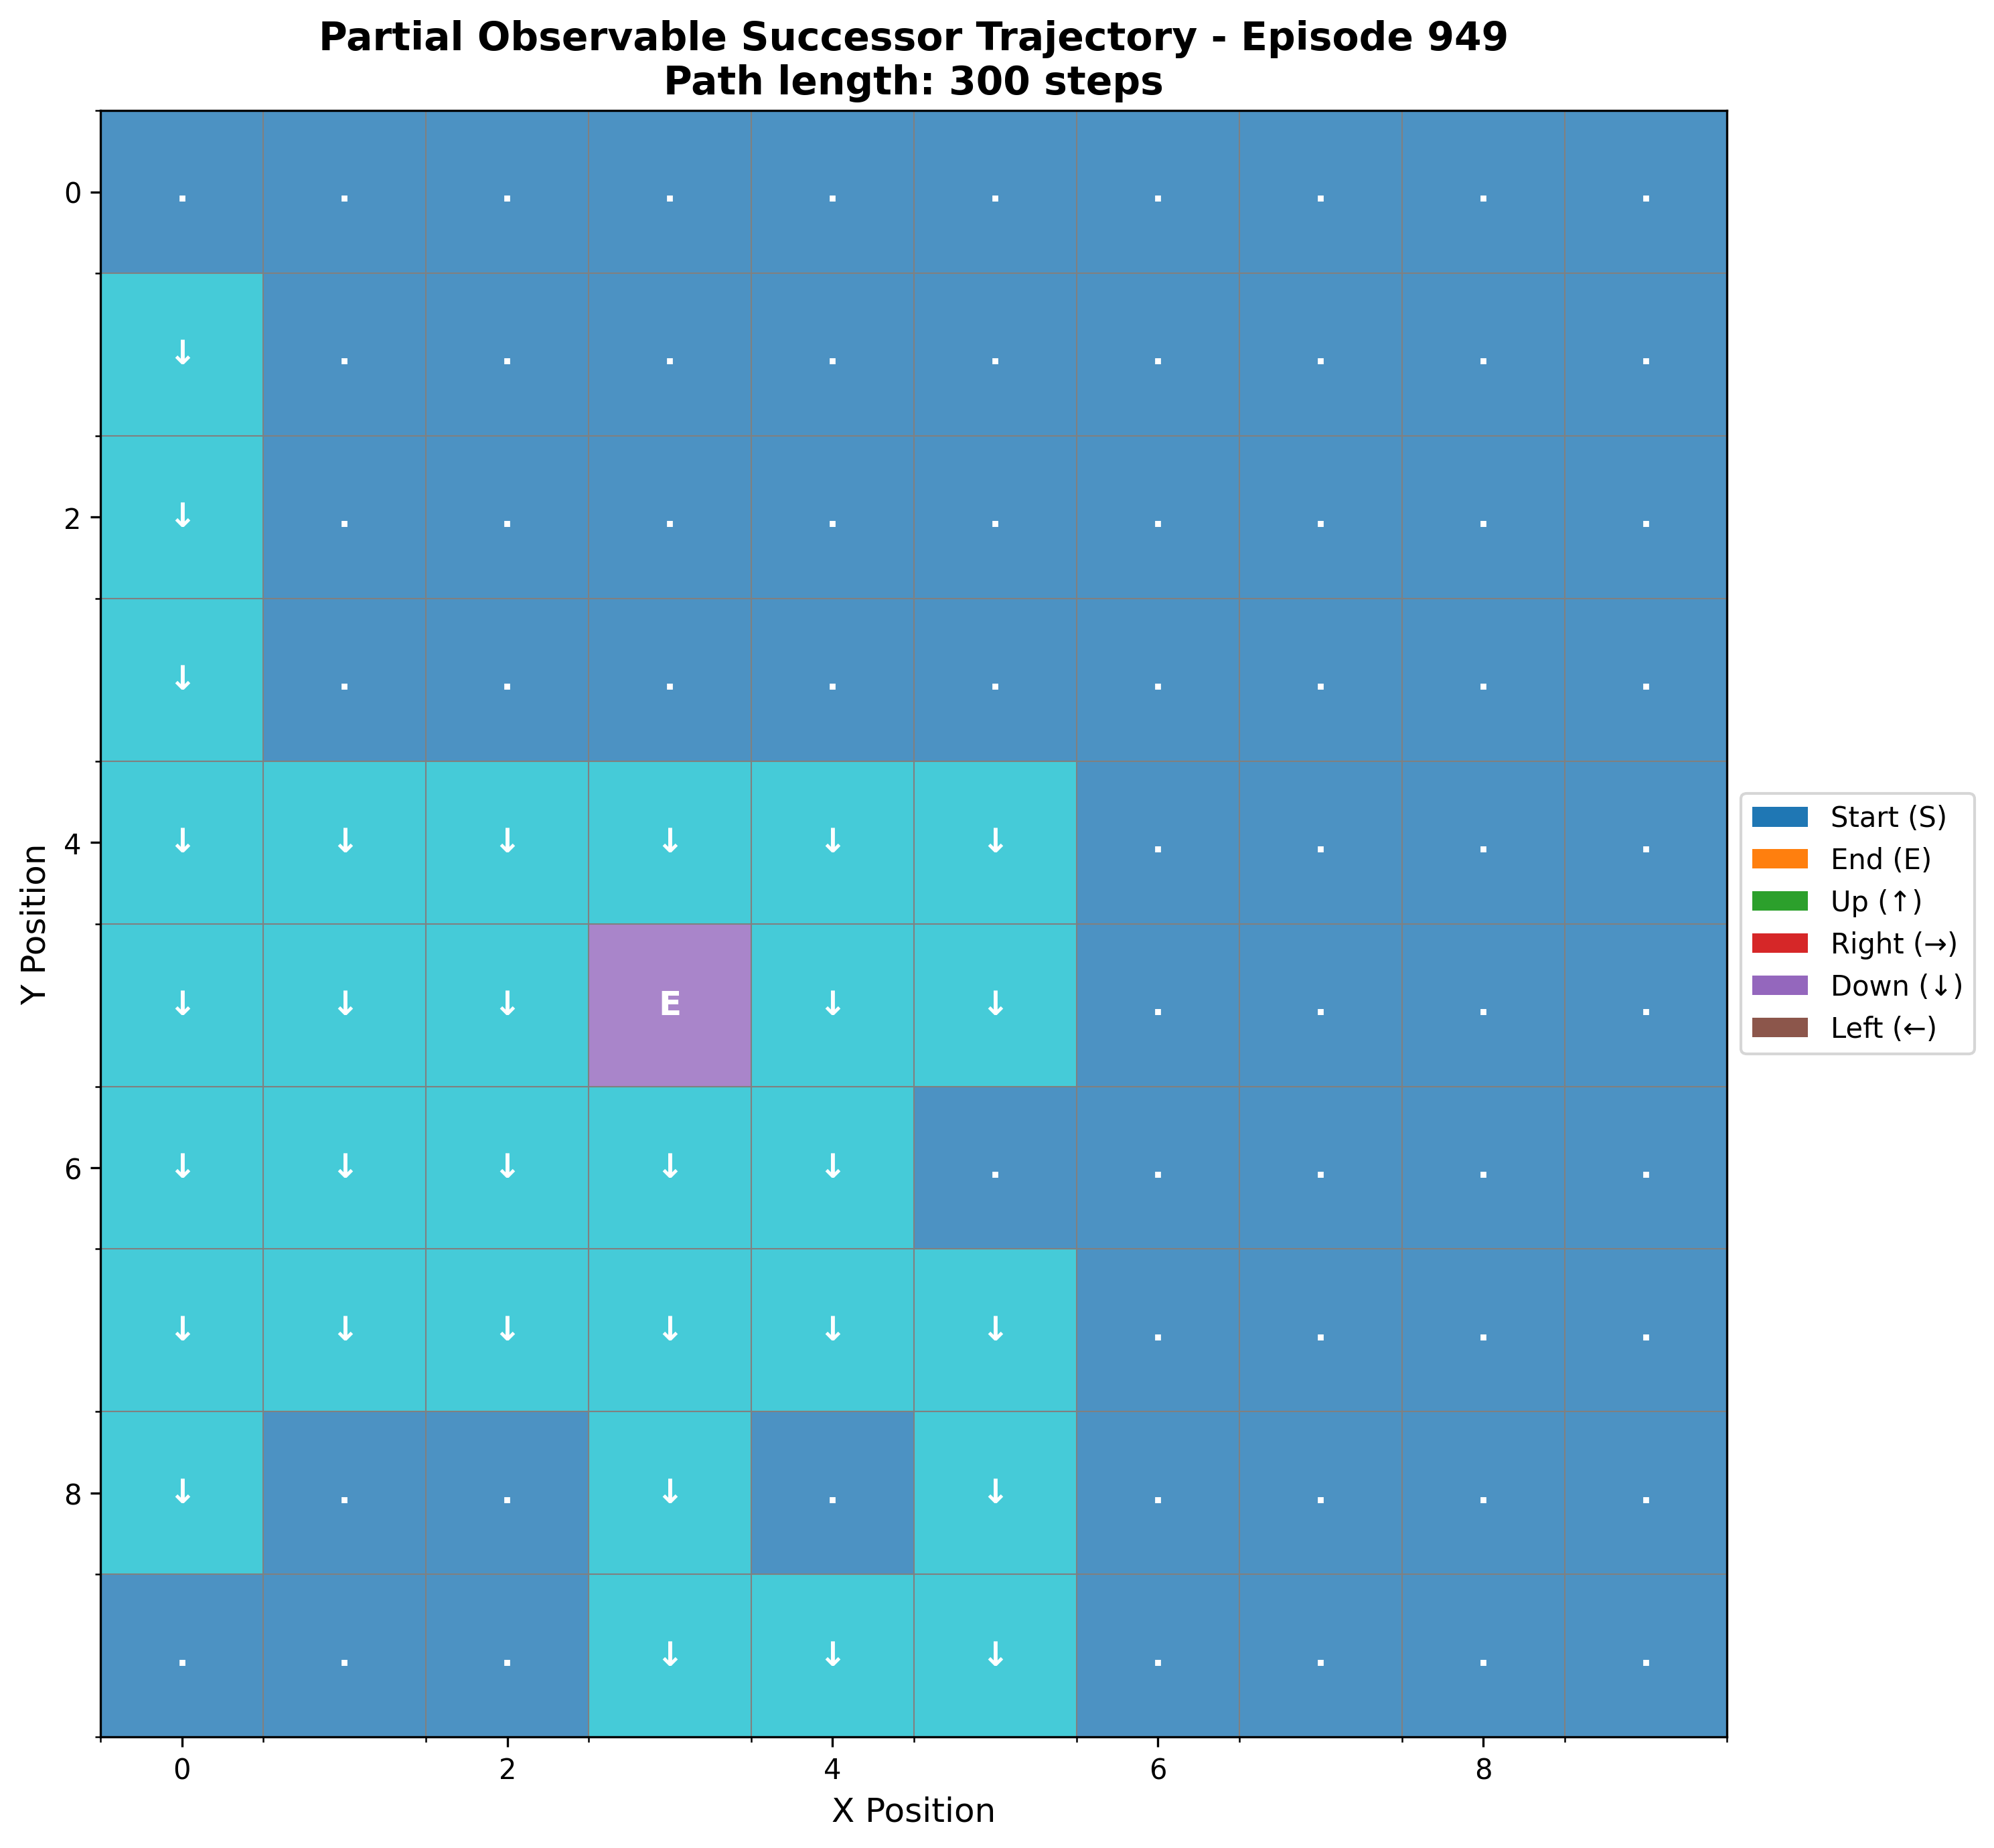 Partial Observable Successor Trajectory - Episode 949
Path length: 300 steps
0 . . . . . . . . . .
↓ . . . . . . . . .
2 ↓ . . . . . . . . .
↓ . . . . . . . . .
4 ↓ ↓ ↓ ↓ ↓ ↓ . . . .
↓ ↓ ↓ E ↓ ↓ . . . .
6 ↓ ↓ ↓ ↓ ↓ . . . . .
↓ ↓ ↓ ↓ ↓ ↓ . . . .
8 ↓ . . ↓ . ↓ . . . .
. . . ↓ ↓ ↓ . . . .
0 2 4 6 8
X Position
Y Position
Start (S)
End (E)
Up (↑)
Right (→)
Down (↓)
Left (←)